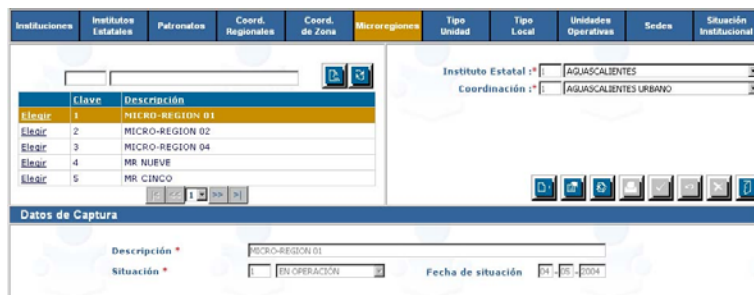 Instituciones
Institutos Estatales
Patronatos
Coord. Regionales
Coord. de Zona
Microregiones
Tipo Unidad
Tipo Local
Unidades Operativas
Sedes
Situación Institucional
Instituto Estatal :* 1 AGUASCALIENTES
Coordinación :* 1 AGUASCALIENTES URBANO
Clave Descripción
Elegir 1 MICRO-REGION 01
Elegir 2 MICRO-REGION 02
Elegir 3 MICRO-REGION 04
Elegir 4 MR NUEVE
Elegir 5 MR CINCO
|< << 1 >> >|
Datos de Captura
Descripción * MICRO-REGION 01
Situación * 1 EN OPERACIÓN Fecha de situación 04 - 05 - 2004